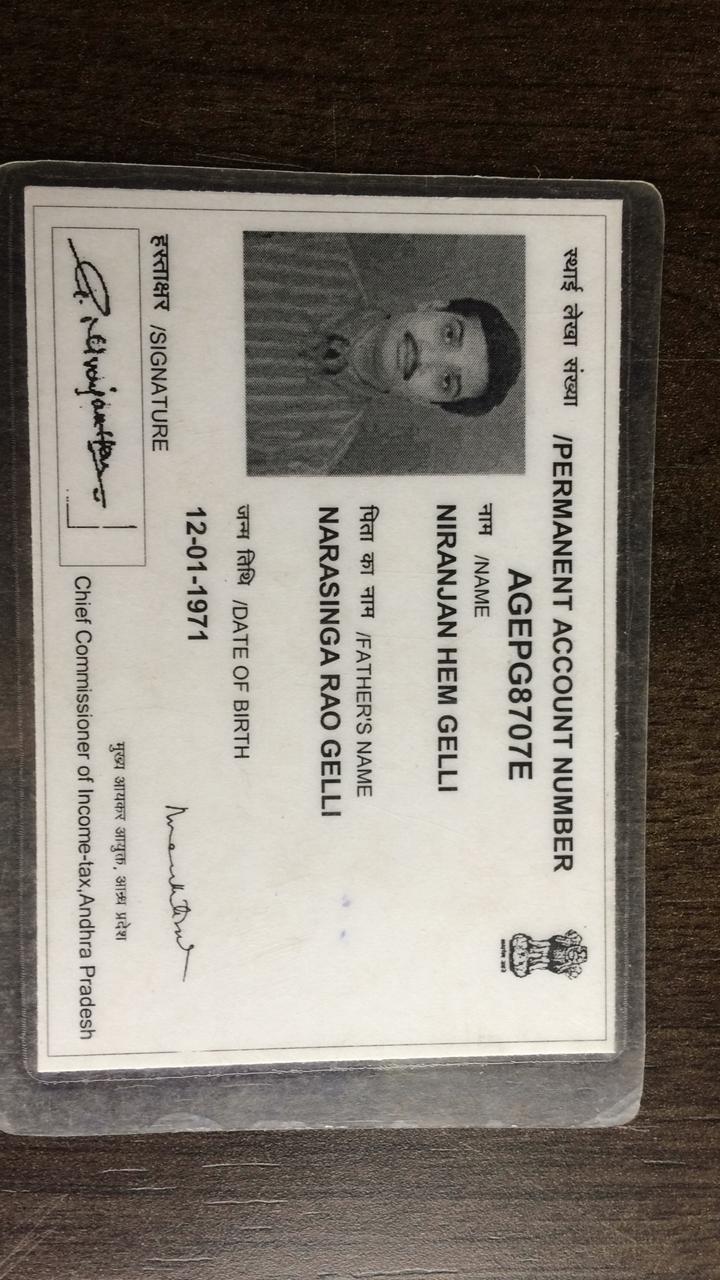 स्थाई लेखा संख्या /PERMANENT ACCOUNT NUMBER
AGEPG8707E
नाम /NAME
NIRANJAN HEM GELLI
पिता का नाम /FATHER'S NAME
NARASINGA RAO GELLI
जन्म तिथि /DATE OF BIRTH
12-01-1971
हस्ताक्षर /SIGNATURE
मुख्य आयकर आयुक्त, आन्ध्र प्रदेश
Chief Commissioner of Income-tax,Andhra Pradesh